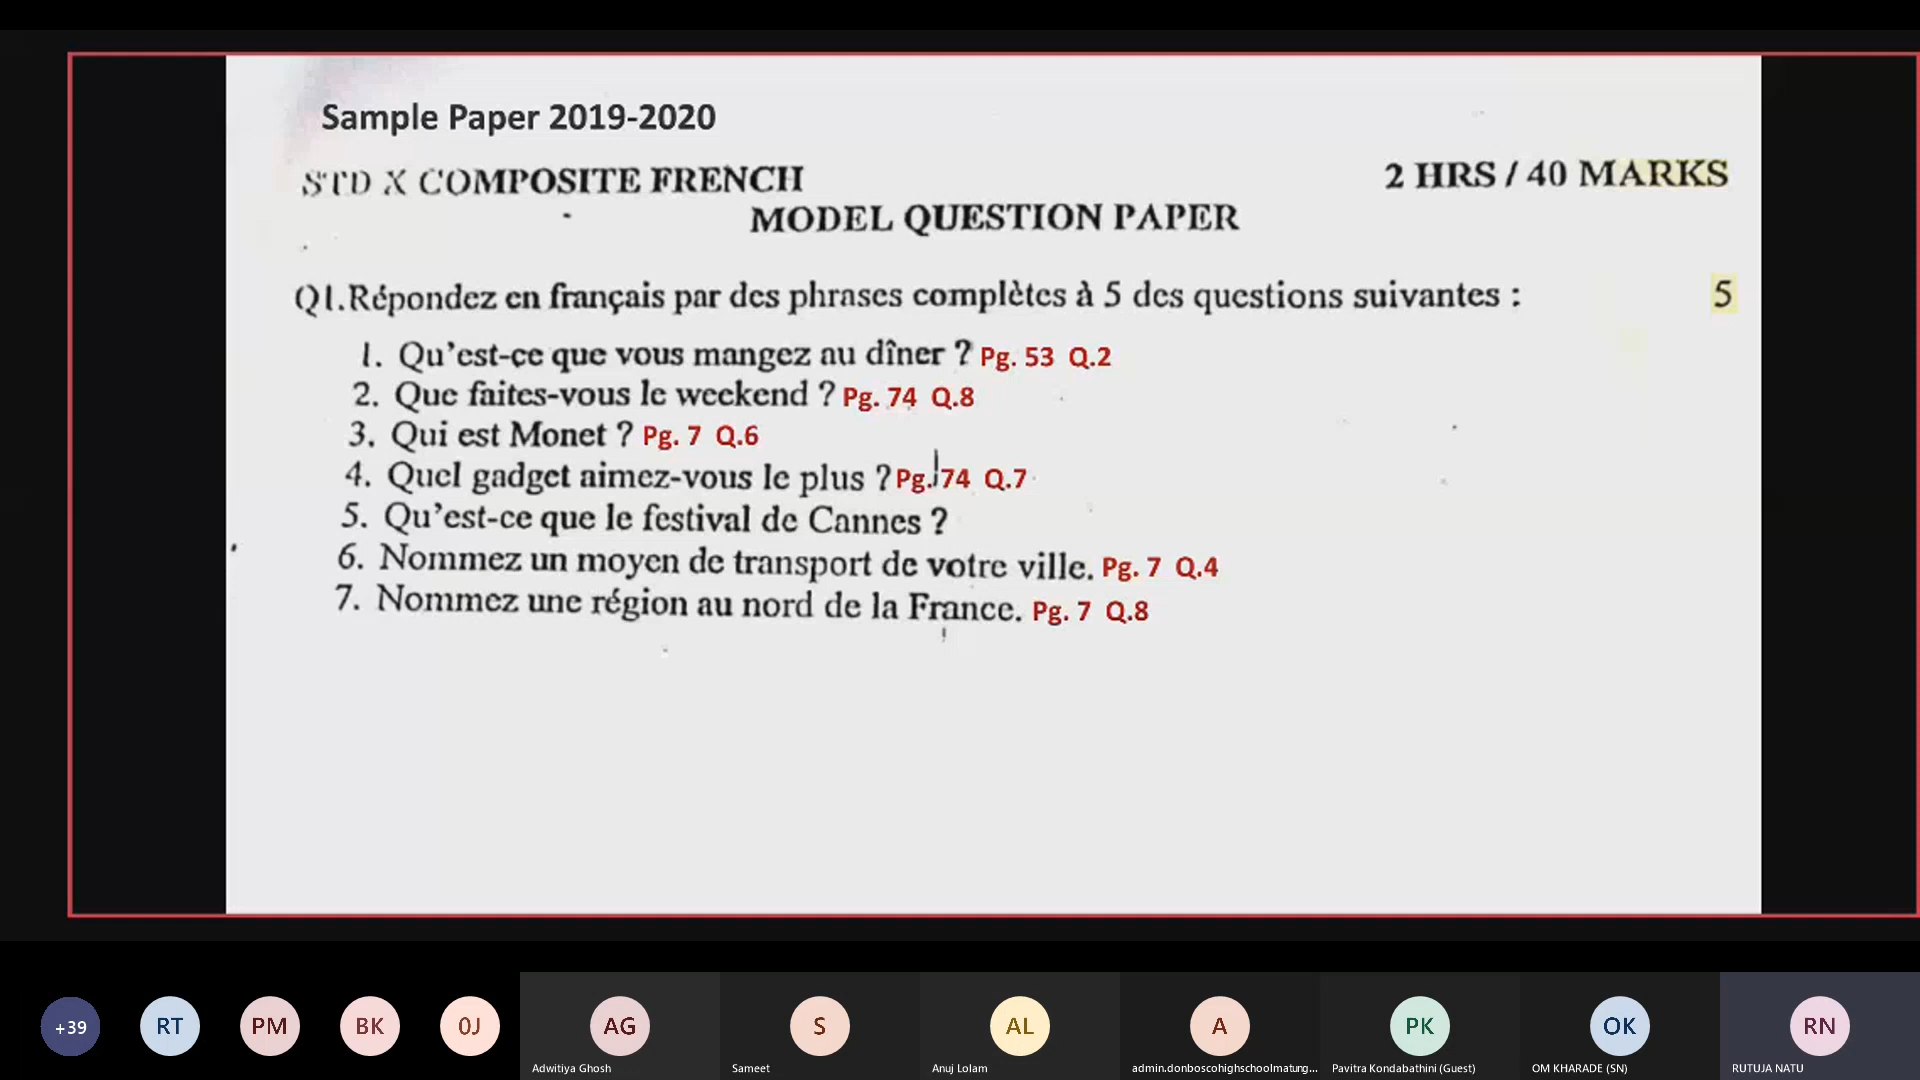 Sample Paper 2019-2020
STD X COMPOSITE FRENCH
2 HRS / 40 MARKS
MODEL QUESTION PAPER
Q1.Répondez en français par des phrases complètes à 5 des questions suivantes : 5
1. Qu'est-ce que vous mangez au dîner ? Pg. 53 Q.2
2. Que faites-vous le weekend ? Pg. 74 Q.8
3. Qui est Monet ? Pg. 7 Q.6
4. Quel gadget aimez-vous le plus ? Pg. 74 Q.7
5. Qu'est-ce que le festival de Cannes ?
6. Nommez un moyen de transport de votre ville. Pg. 7 Q.4
7. Nommez une région au nord de la France. Pg. 7 Q.8
+39 RT PM BK OJ AG S AL A PK OK RN
Adwitiya Ghosh Sameet Anuj Lolam admin.donboscohighschoolmatung... Pavitra Kondabathini (Guest) OM KHARADE (SN) RUTUJA NATU